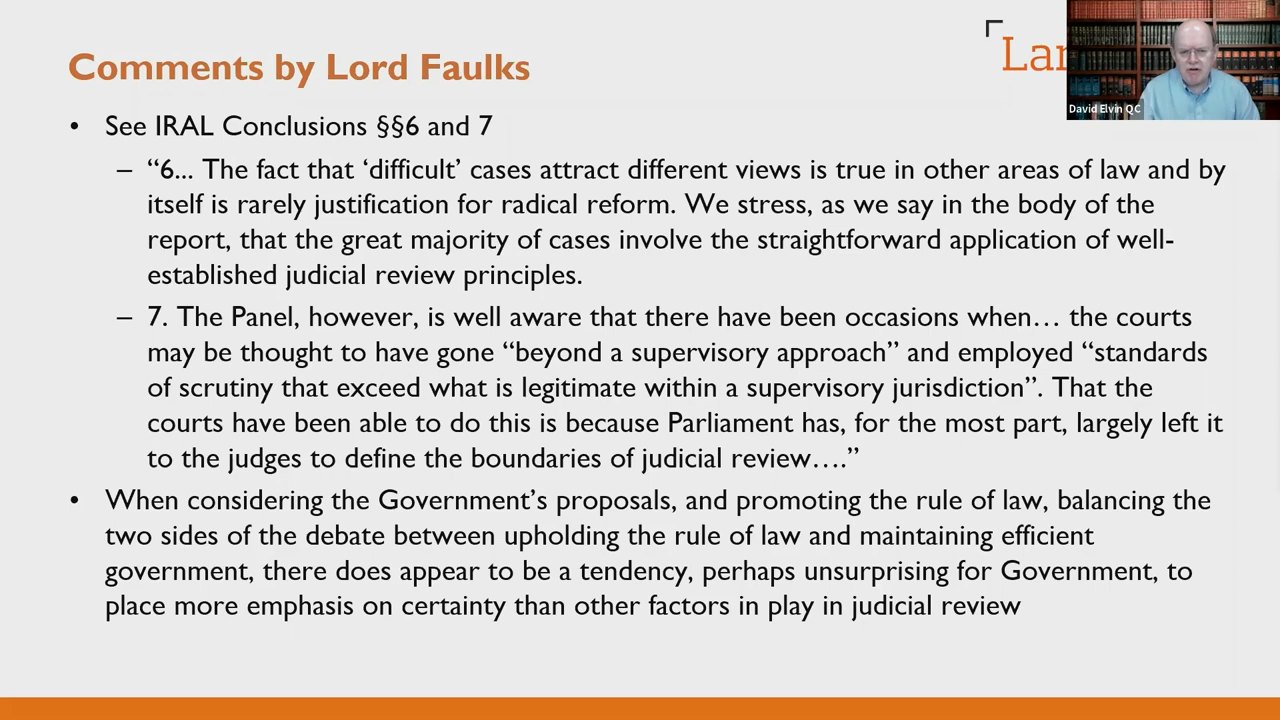 Comments by Lord Faulks
Lan
David Elvin QC
• See IRAL Conclusions §§6 and 7
– “6... The fact that ‘difficult’ cases attract different views is true in other areas of law and by
itself is rarely justification for radical reform. We stress, as we say in the body of the
report, that the great majority of cases involve the straightforward application of well-
established judicial review principles.
– 7. The Panel, however, is well aware that there have been occasions when… the courts
may be thought to have gone “beyond a supervisory approach” and employed “standards
of scrutiny that exceed what is legitimate within a supervisory jurisdiction”. That the
courts have been able to do this is because Parliament has, for the most part, largely left it
to the judges to define the boundaries of judicial review….”
• When considering the Government’s proposals, and promoting the rule of law, balancing the
two sides of the debate between upholding the rule of law and maintaining efficient
government, there does appear to be a tendency, perhaps unsurprising for Government, to
place more emphasis on certainty than other factors in play in judicial review